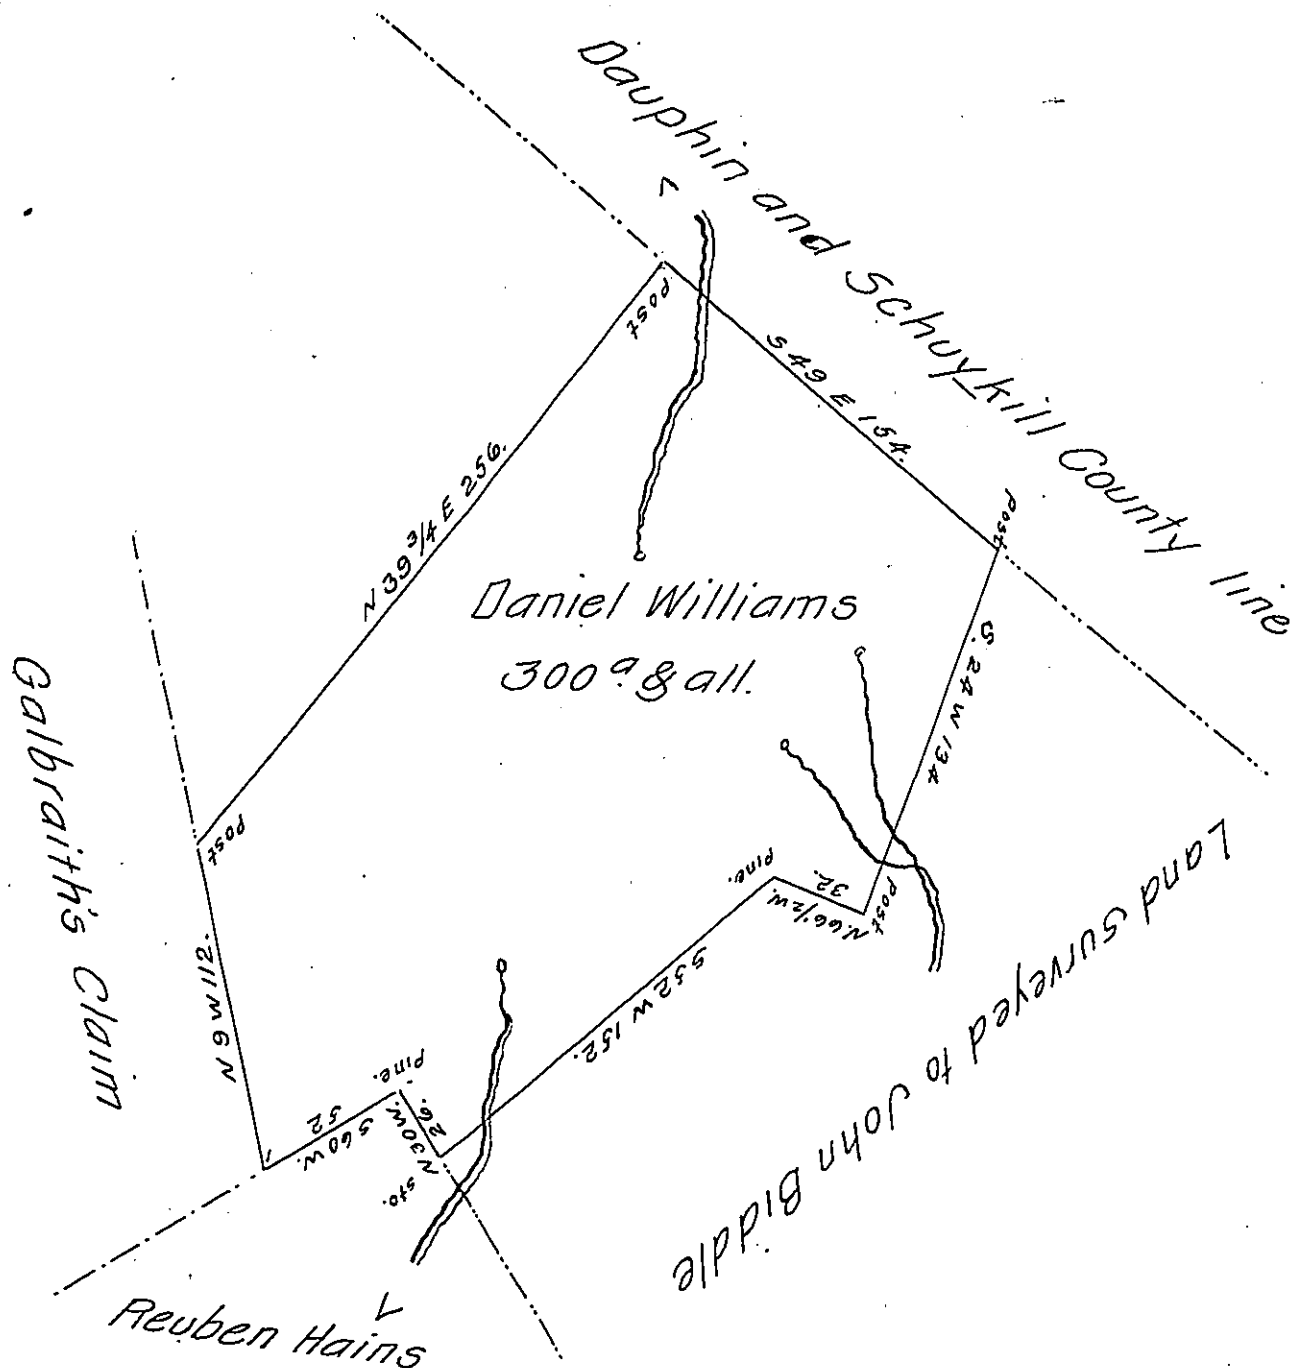 Dauphin and Schuykill County line
Post
S 49 E 154.
N 39 3/4 E 256.
Post
Daniel Williams
300 a & all.
S. 24 W 134
Galbraith's Claim
Post
Pine.
32.
N. 66 1/2 W.
Post
S 52 W 152.
Land surveyed to John Biddle
N 9 W 112.
Pine.
52
S 60 W.
26.
N 30 W.
sto.
Reuben Hains